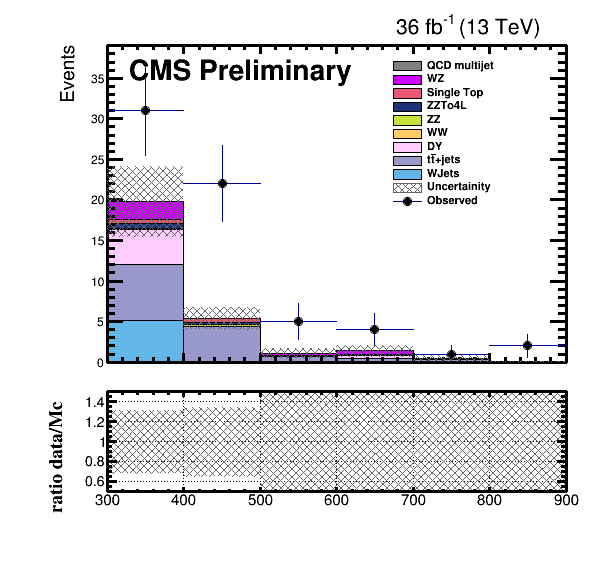 36 fb⁻¹ (13 TeV)
Events
CMS Preliminary
QCD multijet
WZ
Single Top
ZZTo4L
ZZ
WW
DY
tt̄+jets
WJets
Uncertainity
Observed
35
30
25
20
15
10
5
0
ratio data/Mc
1.4
1.2
1
0.8
0.6
300 400 500 600 700 800 900